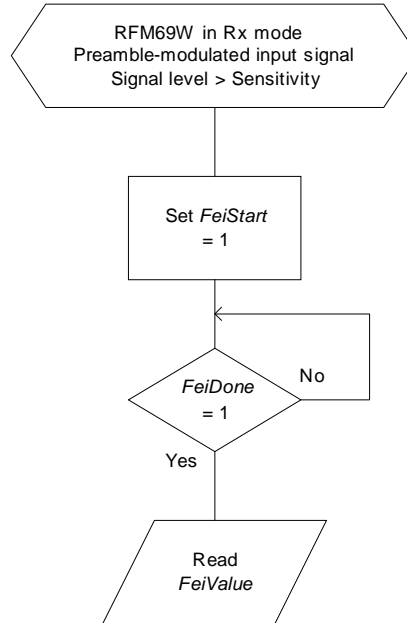 RFM69W in Rx mode
Preamble-modulated input signal
Signal level > Sensitivity
Set FeiStart
= 1
No
FeiDone
= 1
Yes
Read
FeiValue